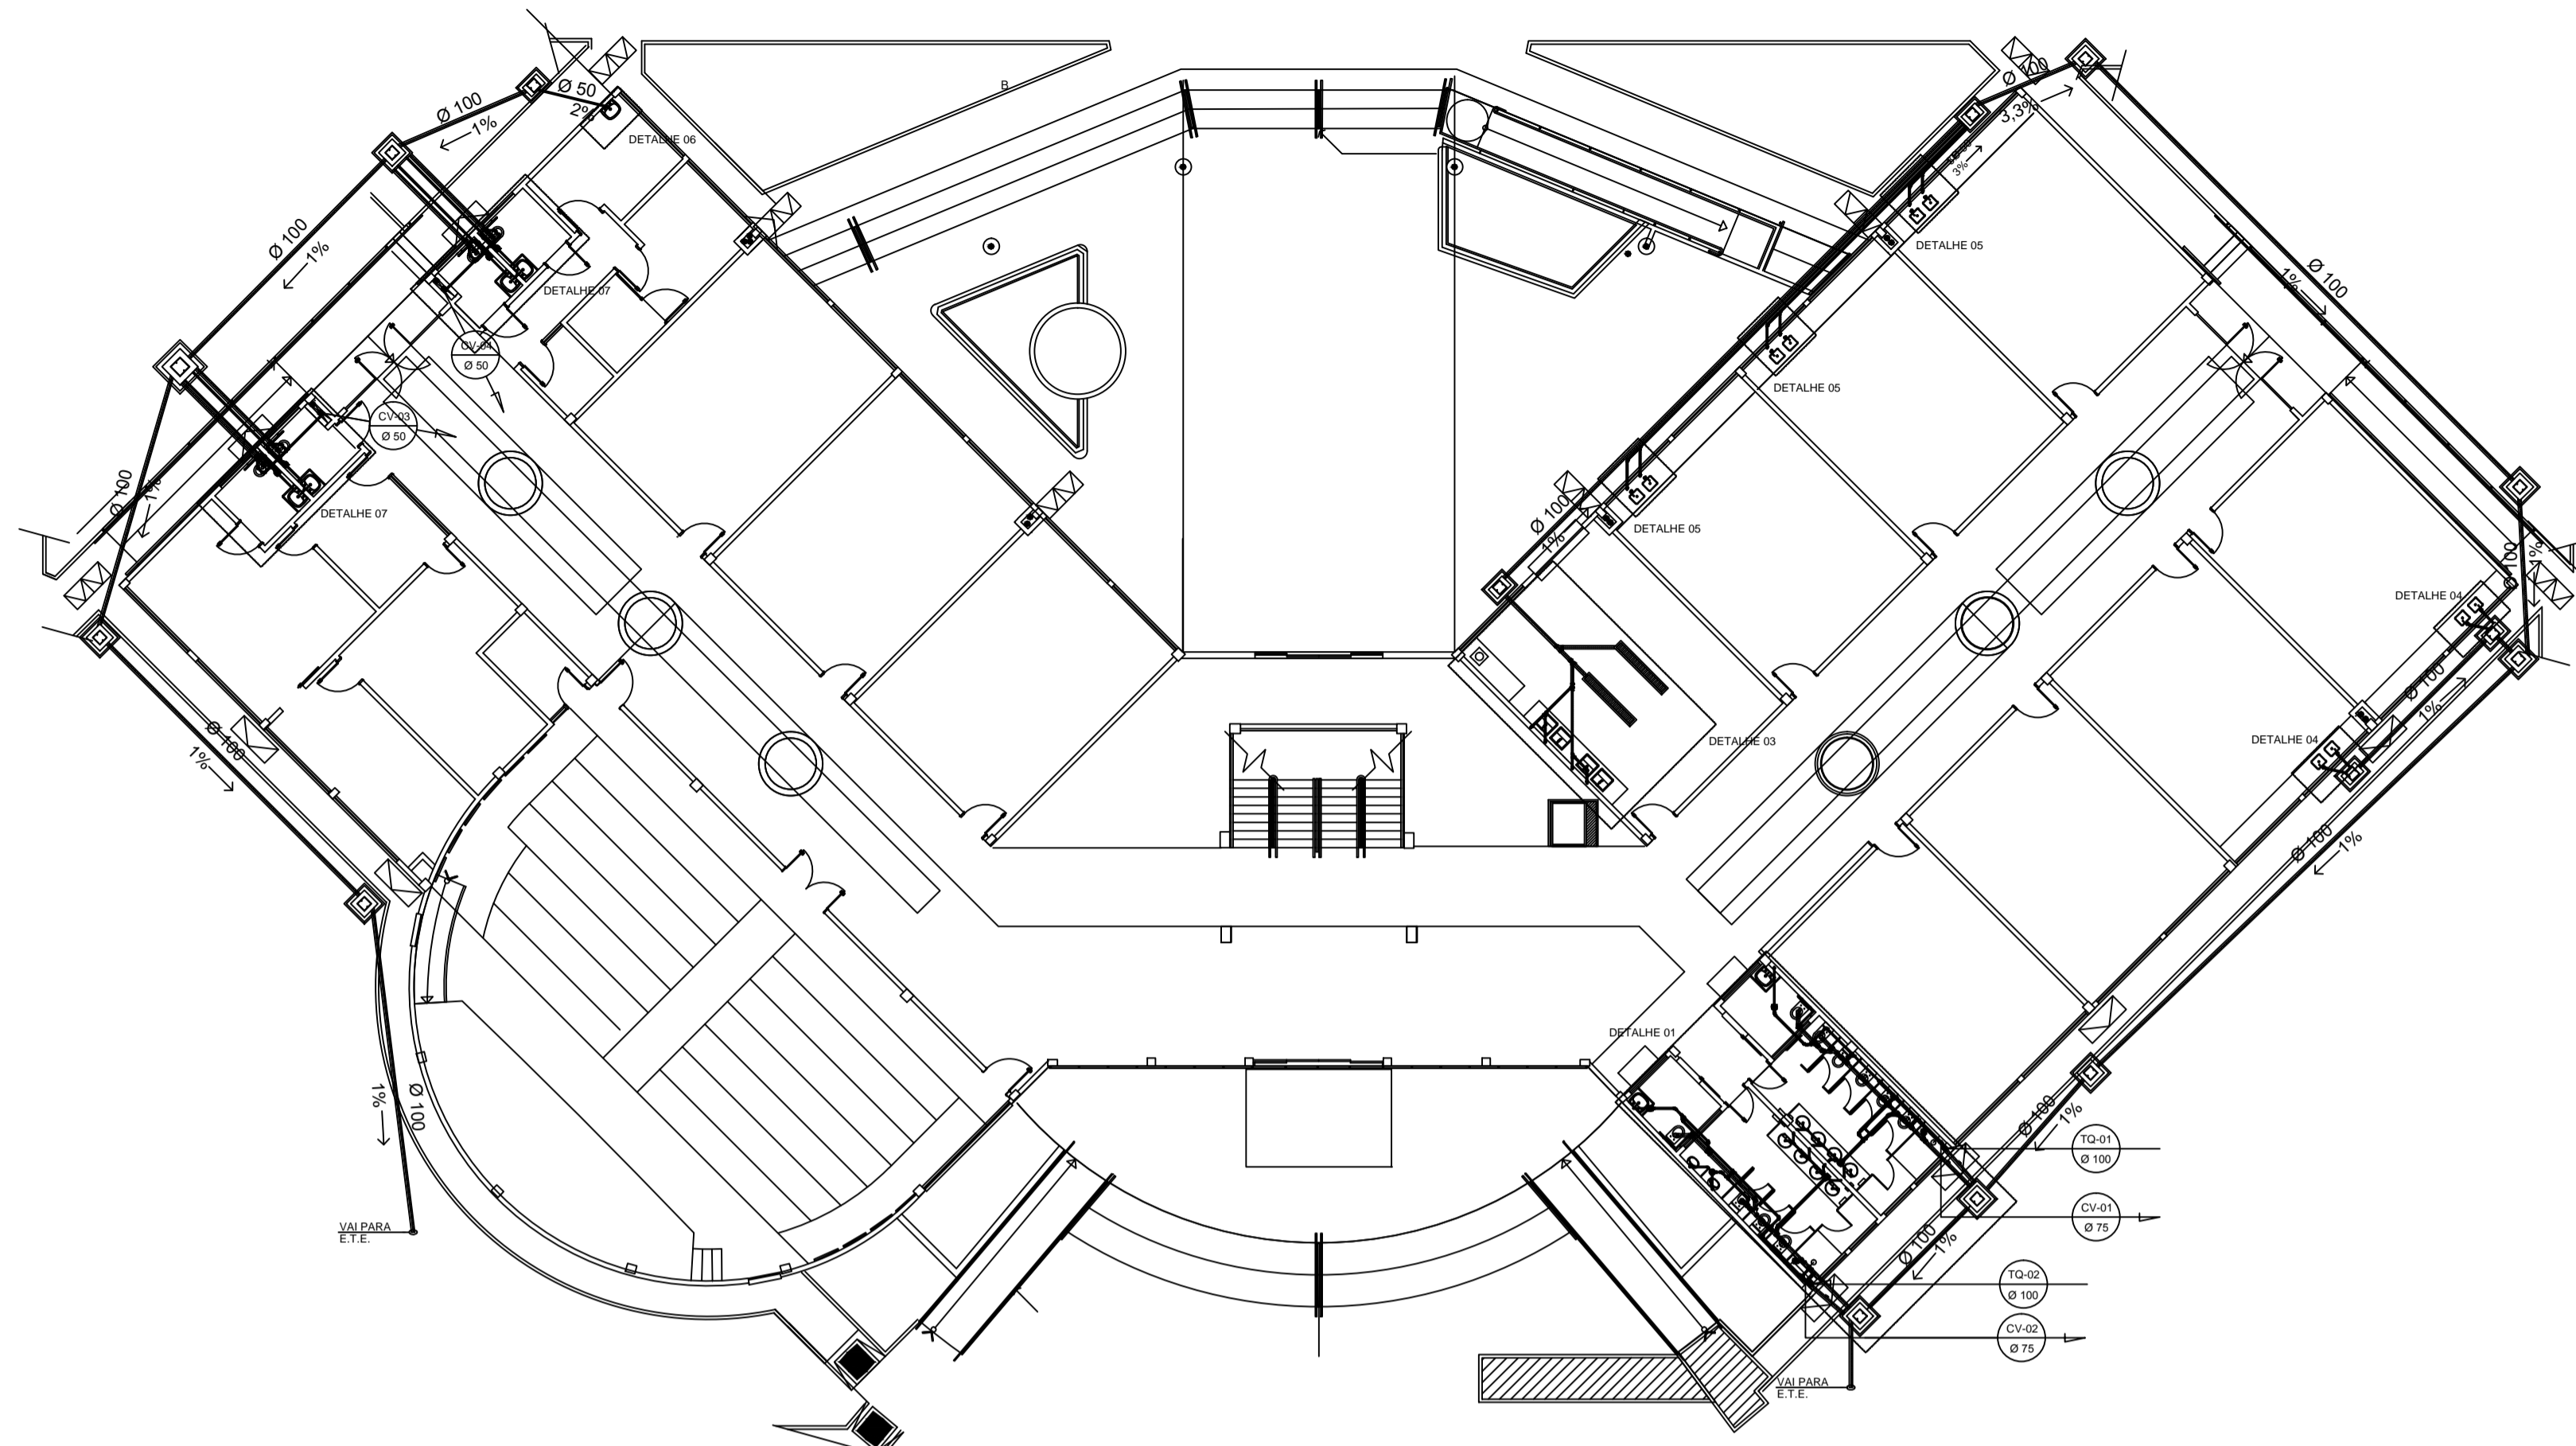 Ø 50
2%
Ø 100
1%
DETALHE 06
B
Ø 100
3,3%
3%
DETALHE 05
Ø 100
1%
DETALHE 07
CV-04
Ø 50
Ø 100
1%
DETALHE 05
CV-03
Ø 50
Ø 100
1%
DETALHE 07
Ø 100
1%
DETALHE 05
100
1%
DETALHE 04
Ø 100
1%
DETALHE 04
Ø 100
1%
DETALHE 03
Ø 100
1%
DETALHE 01
Ø 100
1%
Ø 100
1%
TQ-01
Ø 100
CV-01
Ø 75
VAI PARA
E.T.E.
Ø 100
1%
TQ-02
Ø 100
CV-02
Ø 75
VAI PARA
E.T.E.